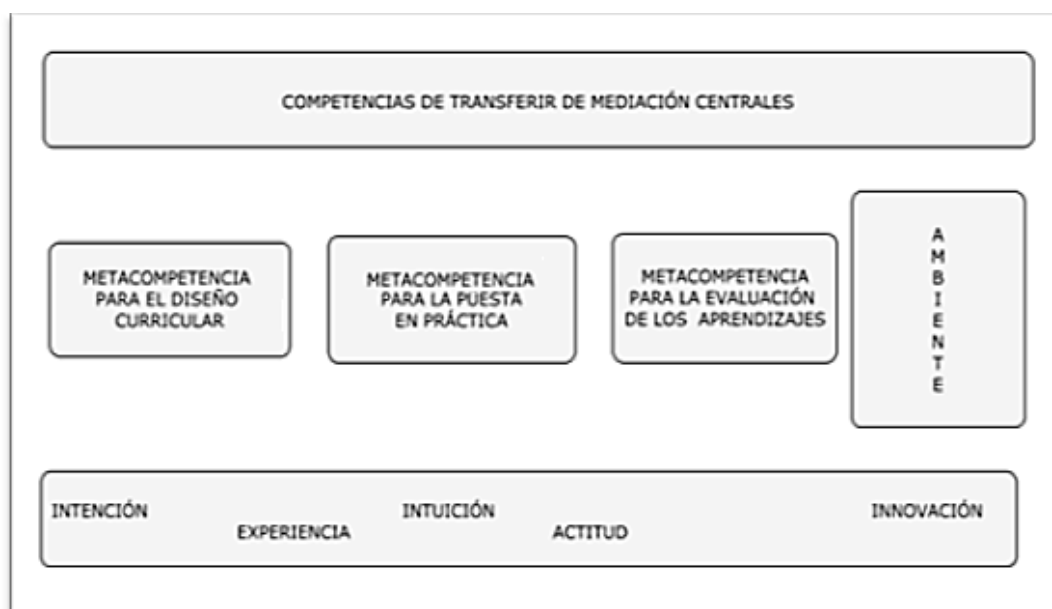 COMPETENCIAS DE TRANSFERIR DE MEDIACIÓN CENTRALES
METACOMPETENCIA
PARA EL DISEÑO
CURRICULAR
METACOMPETENCIA
PARA LA PUESTA
EN PRÁCTICA
METACOMPETENCIA
PARA LA EVALUACIÓN
DE LOS APRENDIZAJES
A
M
B
I
E
N
T
E
INTENCIÓN
EXPERIENCIA
INTUICIÓN
ACTITUD
INNOVACIÓN